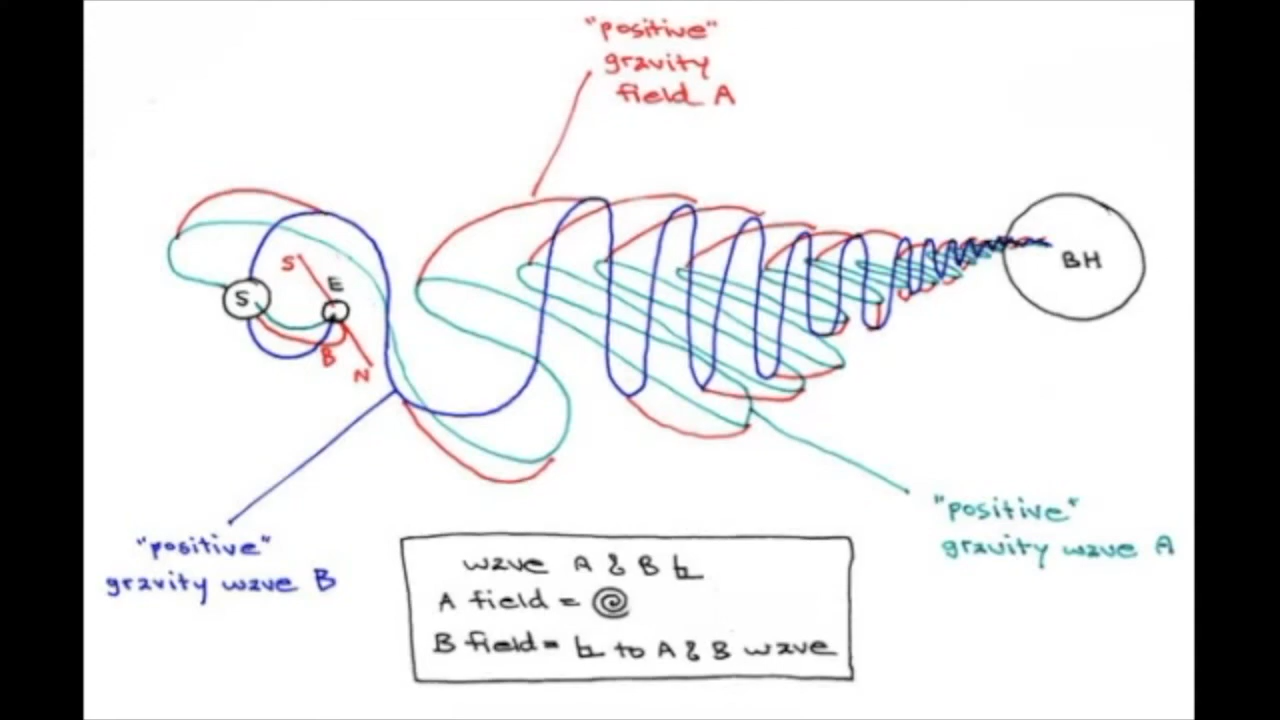 "positive"
gravity
field A
S
E
S
B
N
BH
"positive"
gravity wave A
"positive"
gravity wave B
wave A & B ⊾
A field =
B field = ⊾ to A & B wave